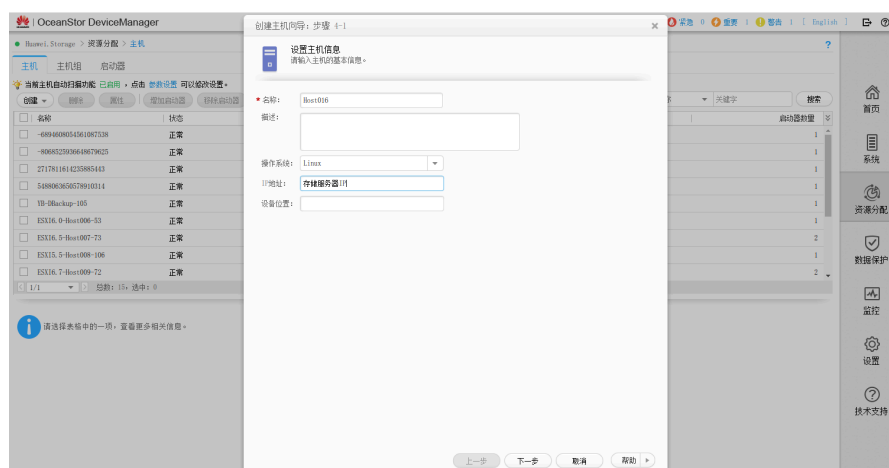 OceanStor DeviceManager
紧急 0 重要 1 警告 1 [ English ]
Huawei.Storage > 资源分配 > 主机
主机 主机组 启动器
当前主机自动扫描功能 已启用，点击 参数设置 可以修改设置。
创建 删除 属性 增加启动器 移除启动器
关键字 搜索
名称 状态 启动器数量
-6894608054561087538 正常 1
-8068525936648679625 正常 1
2717811614235885443 正常 1
5488063650578910314 正常 1
YB-DBackup-105 正常 1
ESXI6.0-Host006-53 正常 1
ESXI6.5-Host007-73 正常 2
ESXI5.5-Host008-106 正常 1
ESXI6.7-Host009-72 正常 2
1/1 总数: 15, 选中: 0
请选择表格中的一项，查看更多相关信息。
创建主机向导: 步骤 4-1
设置主机信息
请输入主机的基本信息。
* 名称: Host016
描述:
操作系统: Linux
IP地址: 存储服务器IP
设备位置:
上一步 下一步 取消 帮助
首页
系统
资源分配
数据保护
监控
设置
技术支持